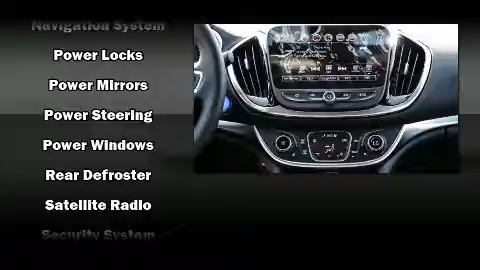 Navigation System
Power Locks
Power Mirrors
Power Steering
Power Windows
Rear Defroster
Satellite Radio
Security System